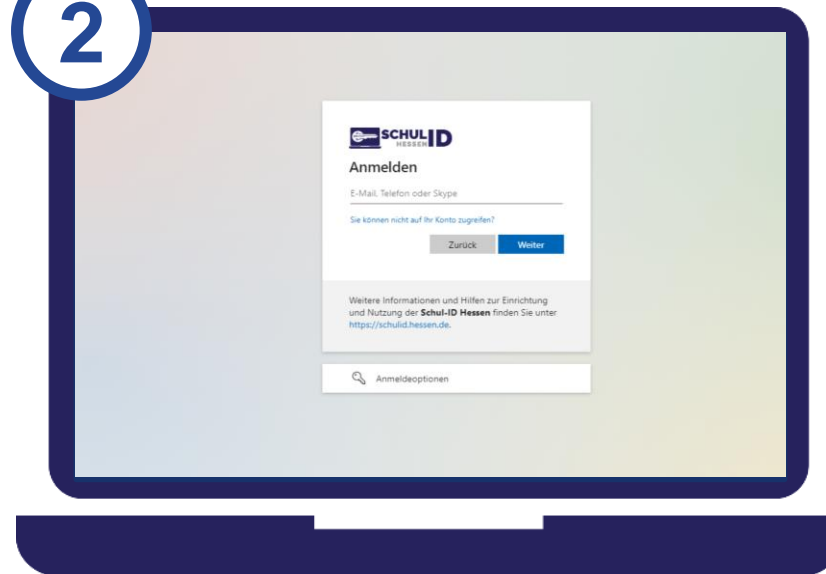 2
SCHUL ID
HESSEN
Anmelden
E-Mail, Telefon oder Skype
Sie können nicht auf Ihr Konto zugreifen?
Zurück Weiter
Weitere Informationen und Hilfen zur Einrichtung
und Nutzung der Schul-ID Hessen finden Sie unter
https://schulid.hessen.de.
Anmeldeoptionen